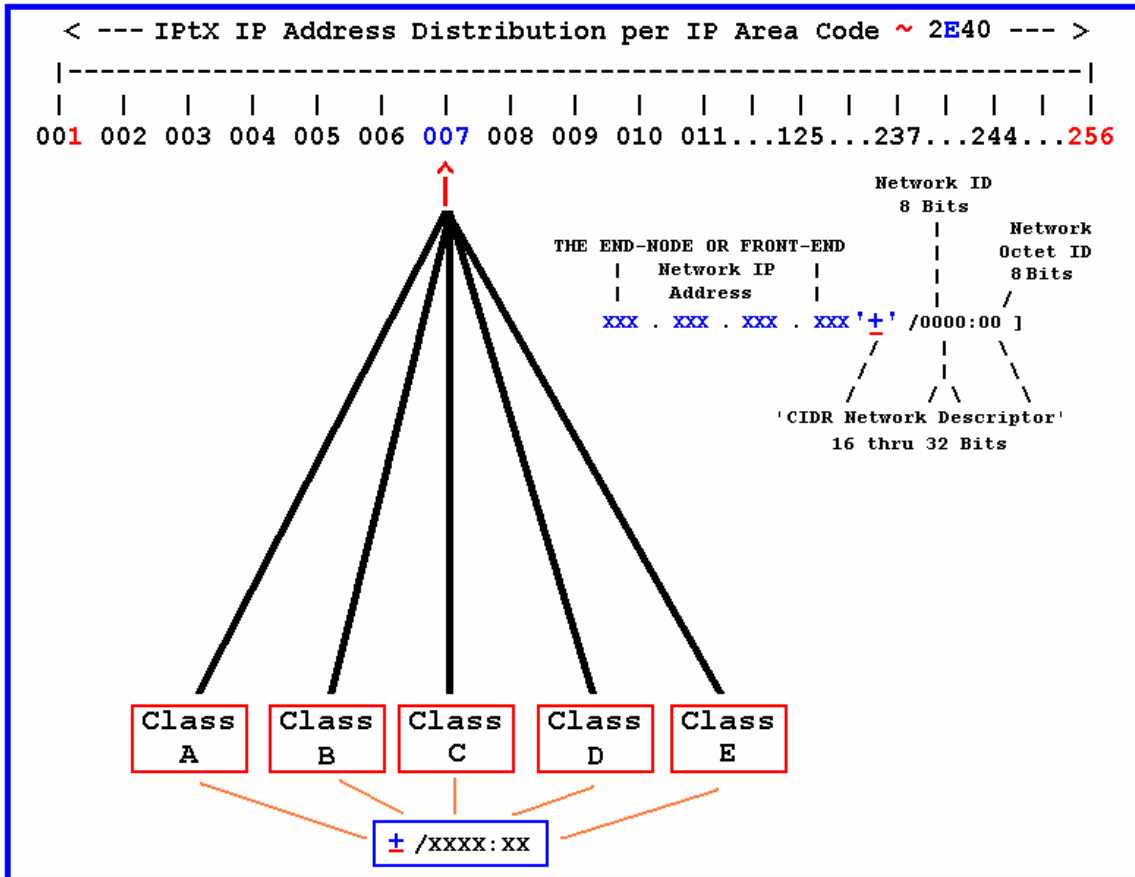 < --- IPtX IP Address Distribution per IP Area Code ~ 2E40 --- >
001 002 003 004 005 006 007 008 009 010 011...125...237...244...256
Network ID
8 Bits
Network
Octet ID
8 Bits
THE END-NODE OR FRONT-END
Network IP
Address
xxx . xxx . xxx . xxx '±' /0000:00 ]
'CIDR Network Descriptor'
16 thru 32 Bits
Class
A
Class
B
Class
C
Class
D
Class
E
± /xxxx:xx